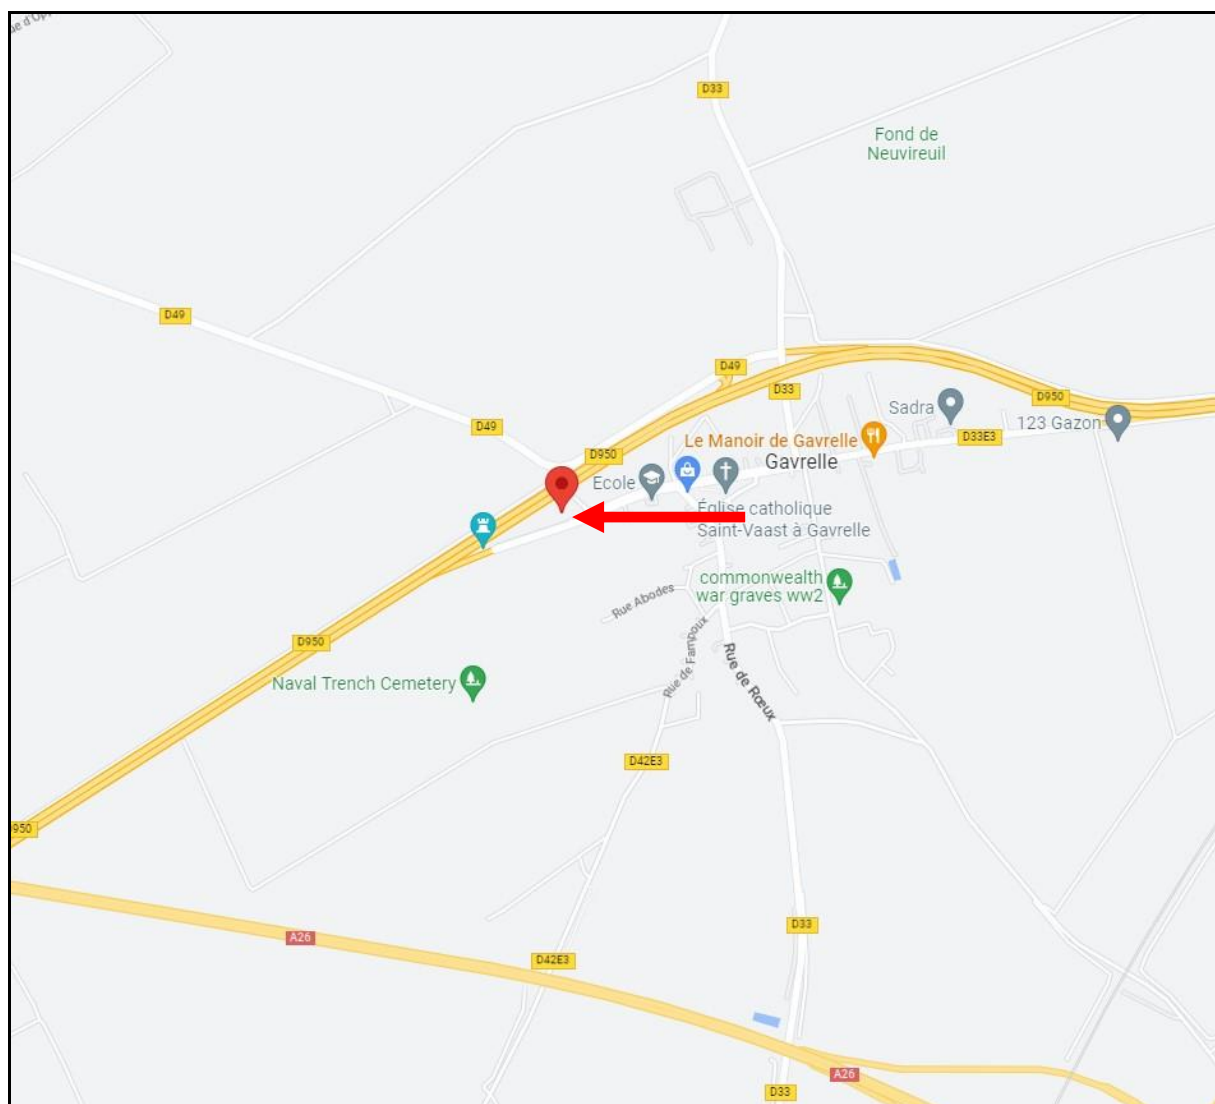 D33
Fond de
Neuvireuil
D49
D49
D33
D950
Sadra
123 Gazon
D49
D33E3
Le Manoir de Gavrelle
D950
Gavrelle
Ecole
Église catholique
Saint-Vaast à Gavrelle
commonwealth
war graves ww2
Rue Abodes
Rue de Fampoux
D950
Rue de Rœux
Naval Trench Cemetery
D42E3
950
D33
A26
D42E3
A26
D33